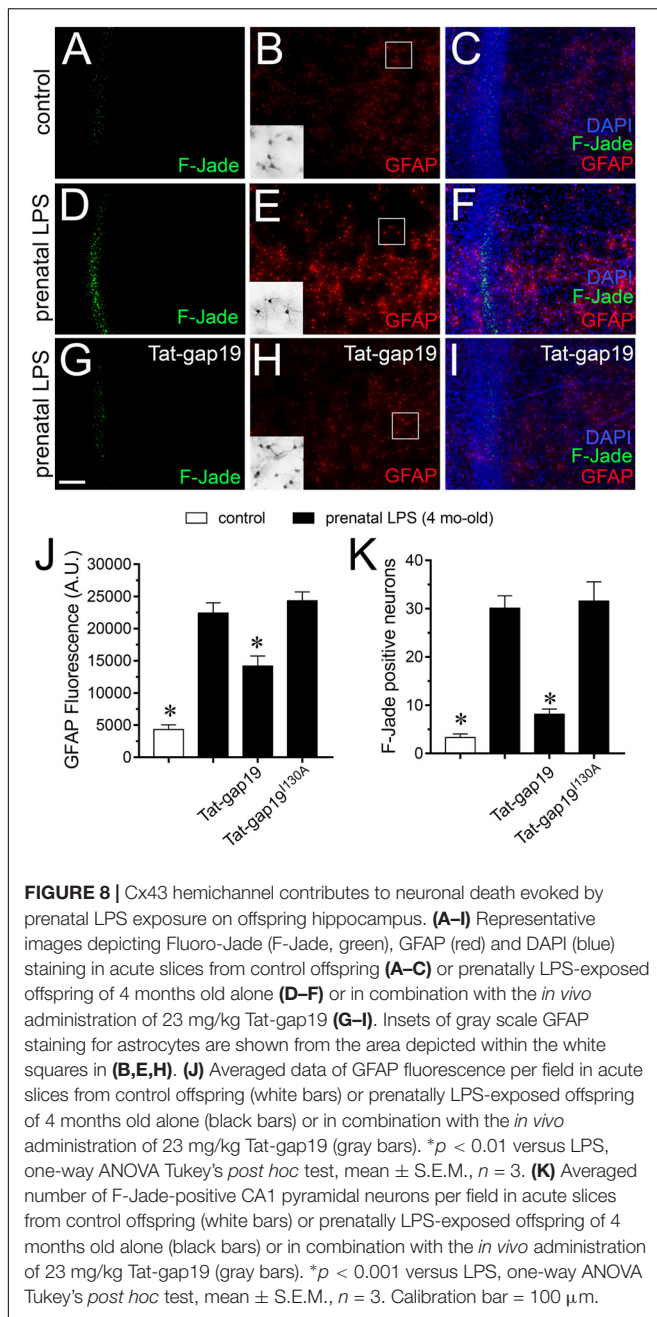 A B C
control
F-Jade GFAP DAPI
F-Jade
GFAP
D E F
prenatal LPS
F-Jade GFAP DAPI
F-Jade
GFAP
G Tat-gap19 H Tat-gap19 I Tat-gap19
prenatal LPS
F-Jade GFAP DAPI
F-Jade
GFAP
control prenatal LPS (4 mo-old)
J
GFAP Fluorescence (A.U.)
30000
25000
20000
15000
10000
5000
0
* *
Tat-gap19
Tat-gap19I130A
K
F-Jade positive neurons
40
30
20
10
0
* *
Tat-gap19
Tat-gap19I130A
FIGURE 8 | Cx43 hemichannel contributes to neuronal death evoked by
prenatal LPS exposure on offspring hippocampus. (A–I) Representative
images depicting Fluoro-Jade (F-Jade, green), GFAP (red) and DAPI (blue)
staining in acute slices from control offspring (A–C) or prenatally LPS-exposed
offspring of 4 months old alone (D–F) or in combination with the in vivo
administration of 23 mg/kg Tat-gap19 (G–I). Insets of gray scale GFAP
staining for astrocytes are shown from the area depicted within the white
squares in (B,E,H). (J) Averaged data of GFAP fluorescence per field in acute
slices from control offspring (white bars) or prenatally LPS-exposed offspring
of 4 months old alone (black bars) or in combination with the in vivo
administration of 23 mg/kg Tat-gap19 (gray bars). *p < 0.01 versus LPS,
one-way ANOVA Tukey's post hoc test, mean ± S.E.M., n = 3. (K) Averaged
number of F-Jade-positive CA1 pyramidal neurons per field in acute slices
from control offspring (white bars) or prenatally LPS-exposed offspring of 4
months old alone (black bars) or in combination with the in vivo administration
of 23 mg/kg Tat-gap19 (gray bars). *p < 0.001 versus LPS, one-way ANOVA
Tukey's post hoc test, mean ± S.E.M., n = 3. Calibration bar = 100 μm.